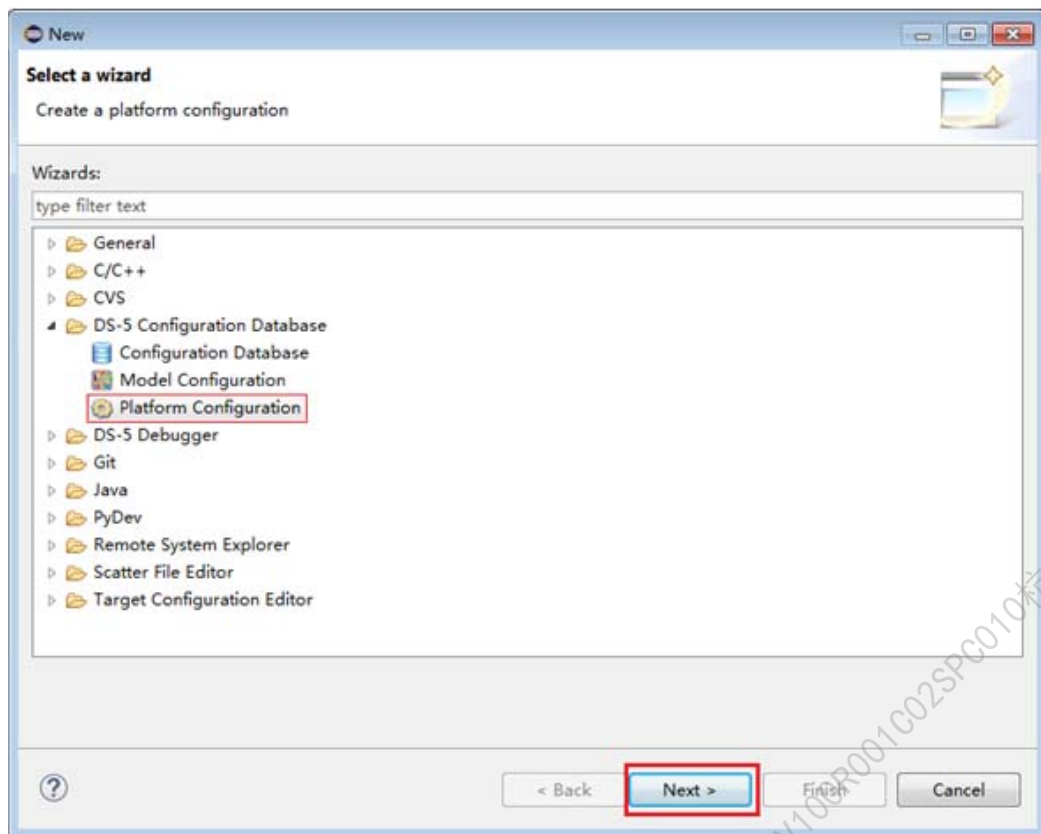 New
Select a wizard
Create a platform configuration
Wizards:
type filter text
General
C/C++
CVS
DS-5 Configuration Database
Configuration Database
Model Configuration
Platform Configuration
DS-5 Debugger
Git
Java
PyDev
Remote System Explorer
Scatter File Editor
Target Configuration Editor
? < Back Next > Finish Cancel
V100R001C02SPC010